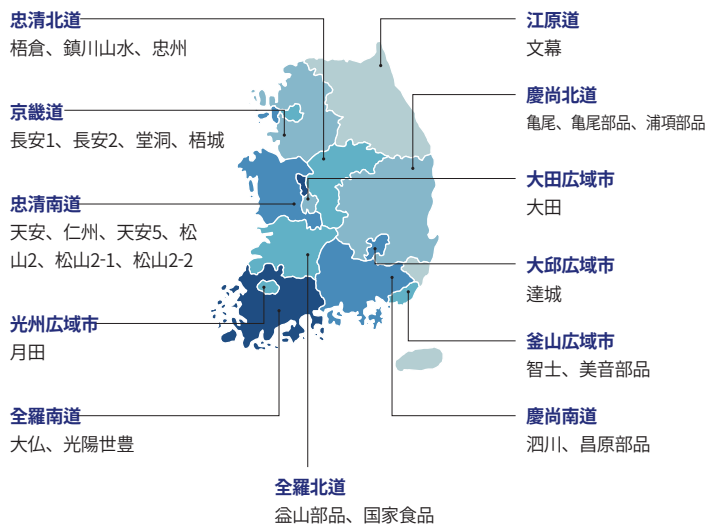 忠清北道
梧倉、鎮川山水、忠州
京畿道
長安1、長安2、堂洞、梧城
忠清南道
天安、仁州、天安5、松
山2、松山2-1、松山2-2
光州広域市
月田
全羅南道
大仏、光陽世豊
全羅北道
益山部品、国家食品
江原道
文幕
慶尚北道
亀尾、亀尾部品、浦項部品
大田広域市
大田
大邱広域市
達城
釜山広域市
智士、美音部品
慶尚南道
泗川、昌原部品